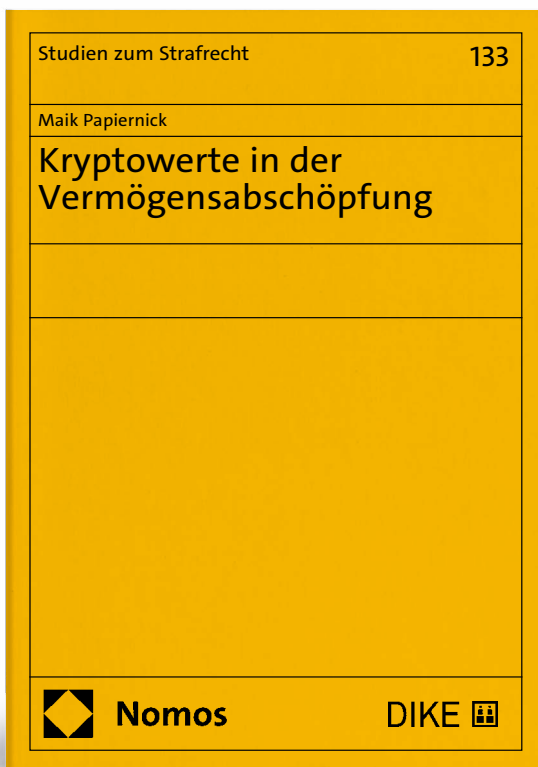 Studien zum Strafrecht 133
Maik Papiernick
Kryptowerte in der
Vermögensabschöpfung
Nomos DIKE